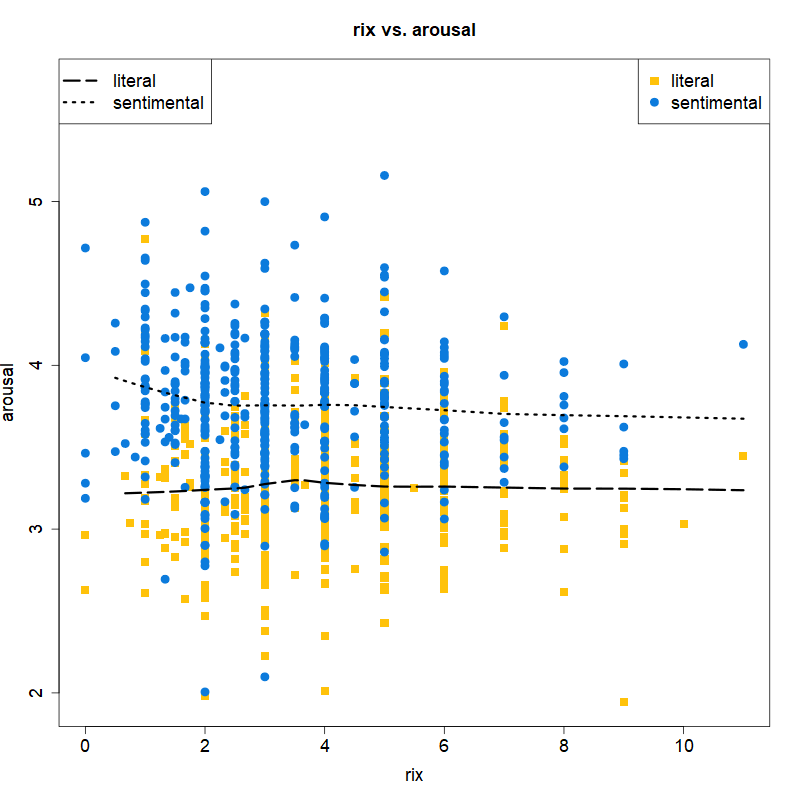 rix vs. arousal
literal
sentimental
literal
sentimental
5
4
3
2
arousal
0 2 4 6 8 10
rix